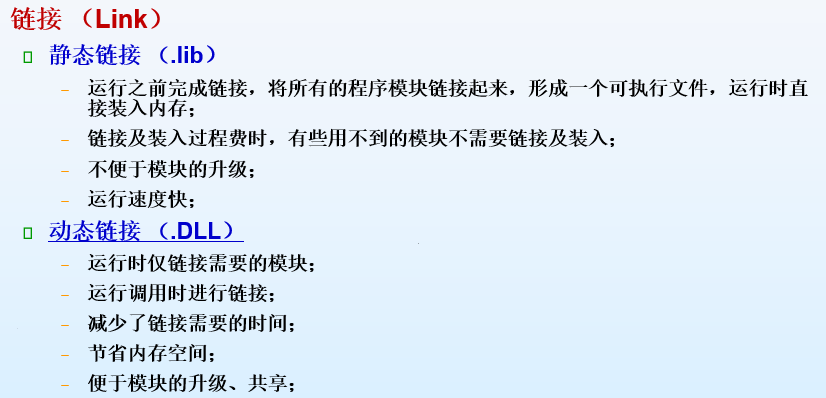 链接 （Link）
静态链接 （.lib）
– 运行之前完成链接，将所有的程序模块链接起来，形成一个可执行文件，运行时直
接装入内存；
– 链接及装入过程费时，有些用不到的模块不需要链接及装入；
– 不便于模块的升级；
– 运行速度快；
动态链接 （.DLL）
– 运行时仅链接需要的模块；
– 运行调用时进行链接；
– 减少了链接需要的时间；
– 节省内存空间；
– 便于模块的升级、共享；